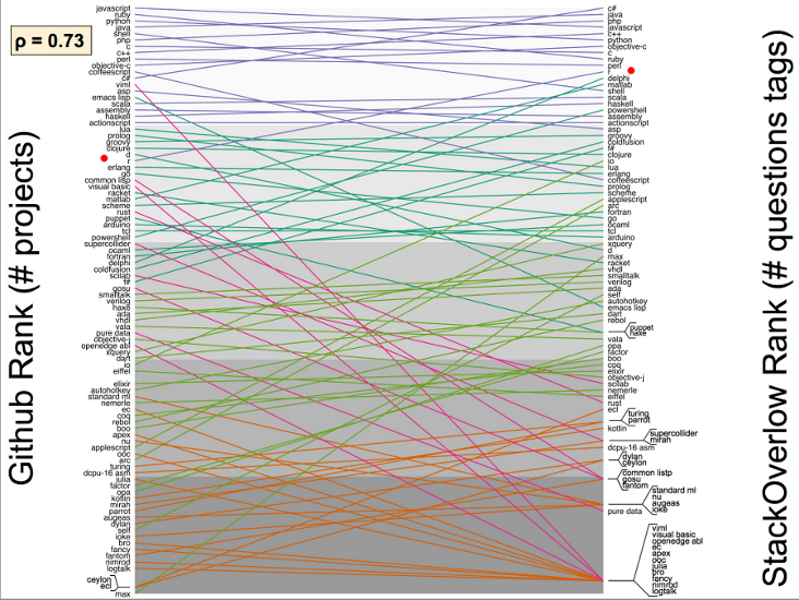 ρ = 0.73
Github Rank (# projects)
javascript
ruby
python
java
shell
php
c
c++
perl
objective-c
coffeescript
c#
viml
asp
emacs lisp
scala
assembly
haskell
actionscript
lua
prolog
groovy
clojure
d
r
erlang
go
common lisp
visual basic
racket
matlab
scheme
rust
puppet
arduino
tcl
powershell
supercollider
ocaml
fortran
delphi
coldfusion
scilab
f#
gosu
smalltalk
verilog
haxe
ada
vhdl
vala
pure data
objective-j
openedge abl
xquery
dart
io
eiffel
elixir
autohotkey
standard ml
nemerle
ec
coq
rebol
boo
apex
nu
applescript
ooc
arc
turing
dcpu-16 asm
julia
factor
opa
kotlin
mirah
parrot
augeas
dylan
self
ioke
bro
fancy
fantom
nimrod
logtalk
ceylon
ecl
max
c#
java
php
javascript
c++
python
objective-c
c
ruby
perl
r
delphi
matlab
shell
scala
haskell
powershell
assembly
actionscript
asp
groovy
coldfusion
f#
clojure
io
lua
erlang
coffeescript
prolog
scheme
applescript
arc
fortran
go
ocaml
tcl
arduino
xquery
d
max
racket
vhdl
smalltalk
verilog
ada
self
autohotkey
emacs lisp
dart
rebol
puppet
haxe
vala
opa
factor
boo
coq
elixir
objective-j
scilab
nemerle
eiffel
rust
ecl
turing
parrot
kotlin
supercollider
mirah
dcpu-16 asm
dylan
ceylon
common listp
gosu
fantom
standard ml
nu
augeas
ioke
pure data
viml
visual basic
openedge abl
ec
apex
ooc
julia
bro
fancy
nimrod
logtalk
StackOverlow Rank (# questions tags)